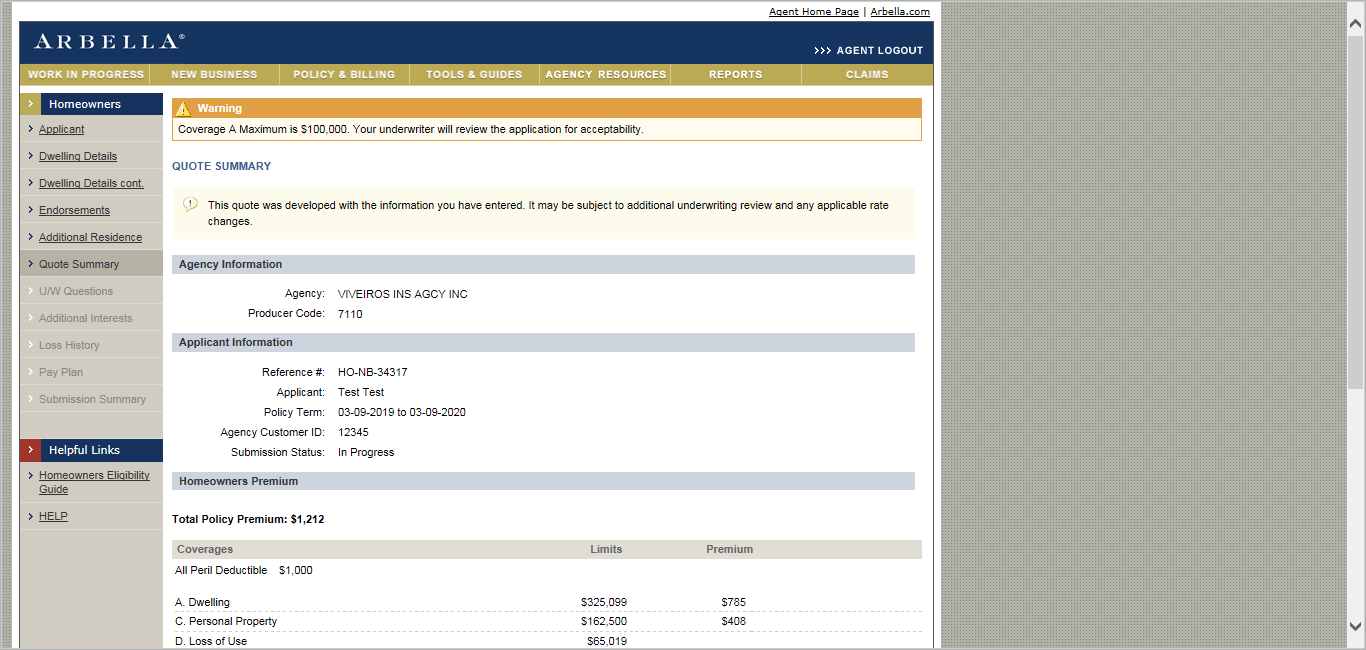 Agent Home Page | Arbella.com
ARBELLA®
>>> AGENT LOGOUT
WORK IN PROGRESS NEW BUSINESS POLICY & BILLING TOOLS & GUIDES AGENCY RESOURCES REPORTS CLAIMS
Homeowners
Applicant
Dwelling Details
Dwelling Details cont.
Endorsements
Additional Residence
Quote Summary
U/W Questions
Additional Interests
Loss History
Pay Plan
Submission Summary
Helpful Links
Homeowners Eligibility
Guide
HELP
Warning
Coverage A Maximum is $100,000. Your underwriter will review the application for acceptability.
QUOTE SUMMARY
This quote was developed with the information you have entered. It may be subject to additional underwriting review and any applicable rate
changes.
Agency Information
Agency: VIVEIROS INS AGCY INC
Producer Code: 7110
Applicant Information
Reference #: HO-NB-34317
Applicant: Test Test
Policy Term: 03-09-2019 to 03-09-2020
Agency Customer ID: 12345
Submission Status: In Progress
Homeowners Premium
Total Policy Premium: $1,212
Coverages Limits Premium
All Peril Deductible $1,000
A. Dwelling $325,099 $785
C. Personal Property $162,500 $408
D. Loss of Use $65,019